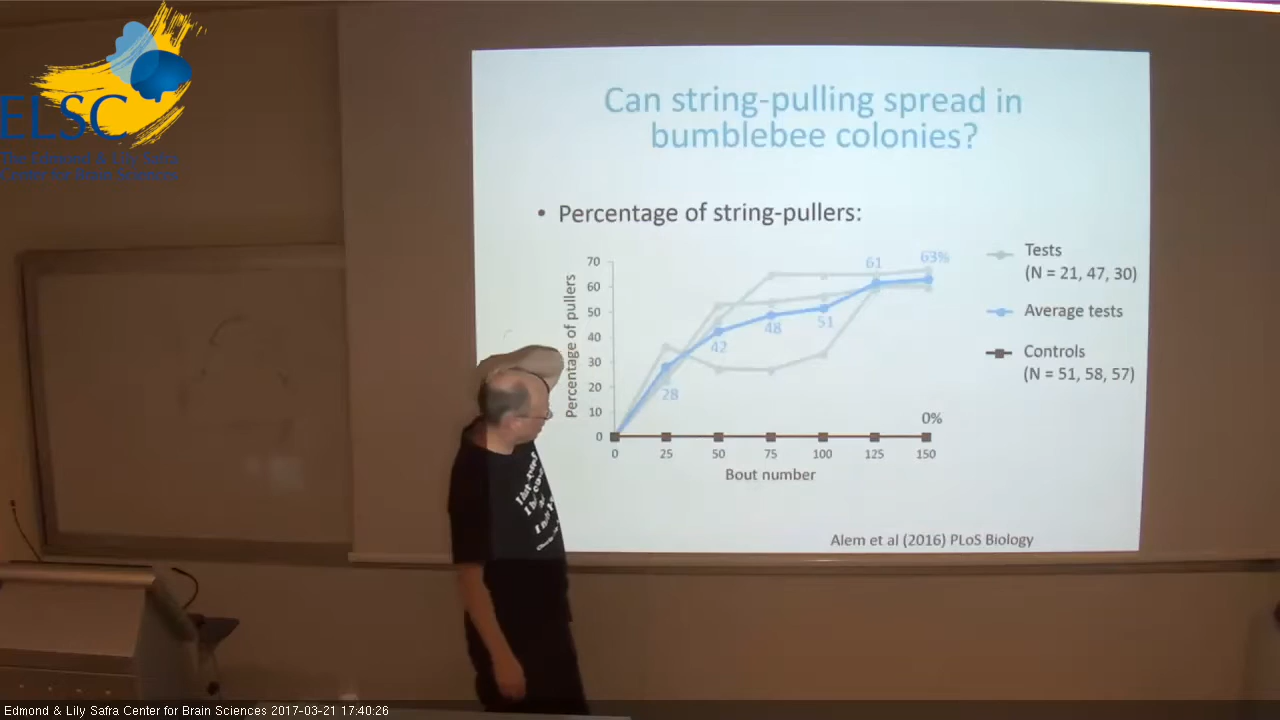 ELSC
The Edmond & Lily Safra
Center for Brain Sciences
Can string-pulling spread in
bumblebee colonies?
• Percentage of string-pullers:
Percentage of pullers
70
60
50
40
30
20
10
0
28
42
48
51
61
63%
0%
0 25 50 75 100 125 150
Bout number
Tests
(N = 21, 47, 30)
Average tests
Controls
(N = 51, 58, 57)
Alem et al (2016) PLoS Biology
Edmond & Lily Safra Center for Brain Sciences 2017-03-21 17:40:26